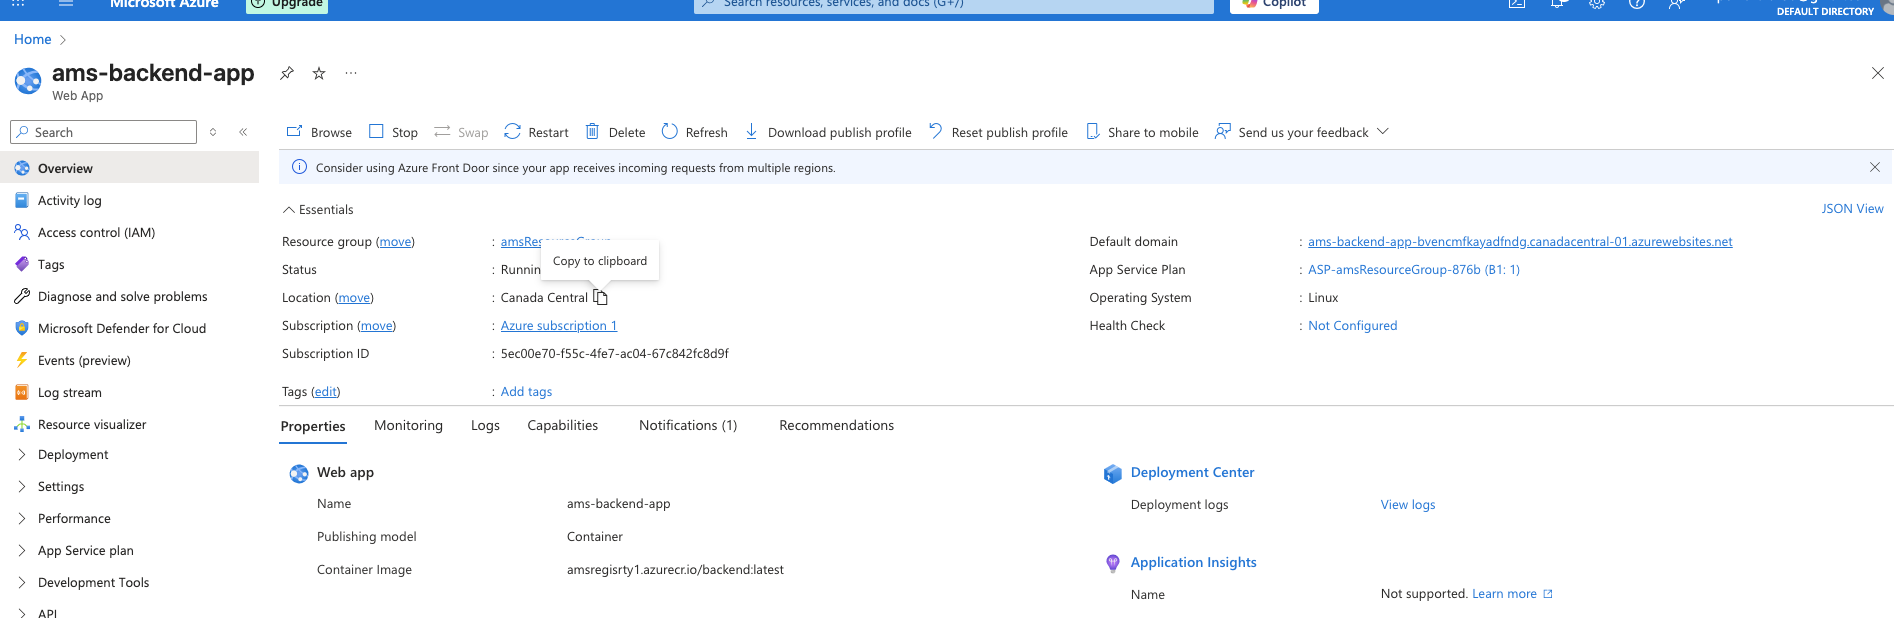 Microsoft Azure
Upgrade
Search resources, services, and docs (G+/)
Copilot
DEFAULT DIRECTORY
Home
ams-backend-app
Web App
Search
Browse
Stop
Swap
Restart
Delete
Refresh
Download publish profile
Reset publish profile
Share to mobile
Send us your feedback
Overview
Activity log
Access control (IAM)
Tags
Diagnose and solve problems
Microsoft Defender for Cloud
Events (preview)
Log stream
Resource visualizer
Deployment
Settings
Performance
App Service plan
Development Tools
API
Consider using Azure Front Door since your app receives incoming requests from multiple regions.
Essentials
JSON View
Resource group (move) :
Copy to clipboard
Status :
Location (move) : Canada Central
Subscription (move) : Azure subscription 1
Subscription ID : 5ec00e70-f55c-4fe7-ac04-67c842fc8d9f
Tags (edit) : Add tags
Default domain : ams-backend-app-bvencmfkayadfndg.canadacentral-01.azurewebsites.net
App Service Plan : ASP-amsResourceGroup-876b (B1: 1)
Operating System : Linux
Health Check : Not Configured
Properties
Monitoring
Logs
Capabilities
Notifications (1)
Recommendations
Web app
Name ams-backend-app
Publishing model Container
Container Image amsregisrty1.azurecr.io/backend:latest
Deployment Center
Deployment logs View logs
Application Insights
Name Not supported. Learn more